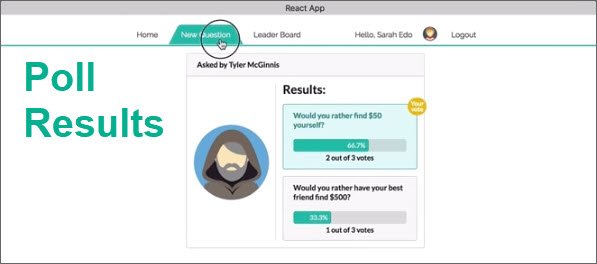 React App
Home New Question Leader Board Hello, Sarah Edo Logout
Poll
Results
Asked by Tyler McGinnis
Results:
Your
vote
Would you rather find $50
yourself?
66.7%
2 out of 3 votes
Would you rather have your best
friend find $500?
33.3%
1 out of 3 votes